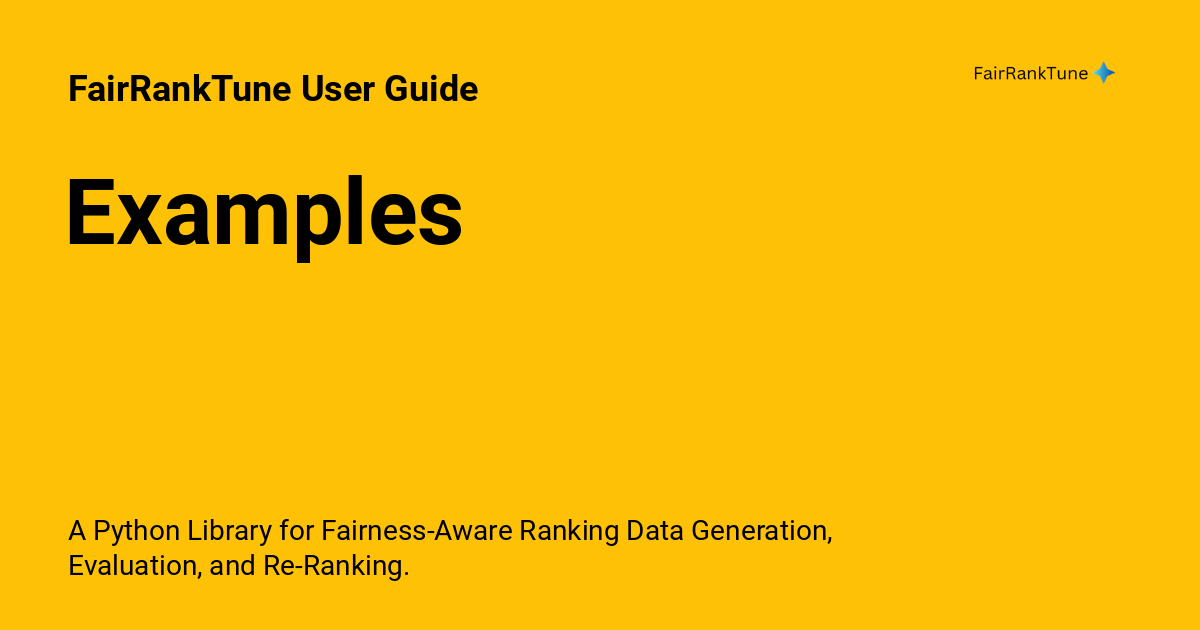 FairRankTune User Guide
FairRankTune
Examples
A Python Library for Fairness-Aware Ranking Data Generation,
Evaluation, and Re-Ranking.